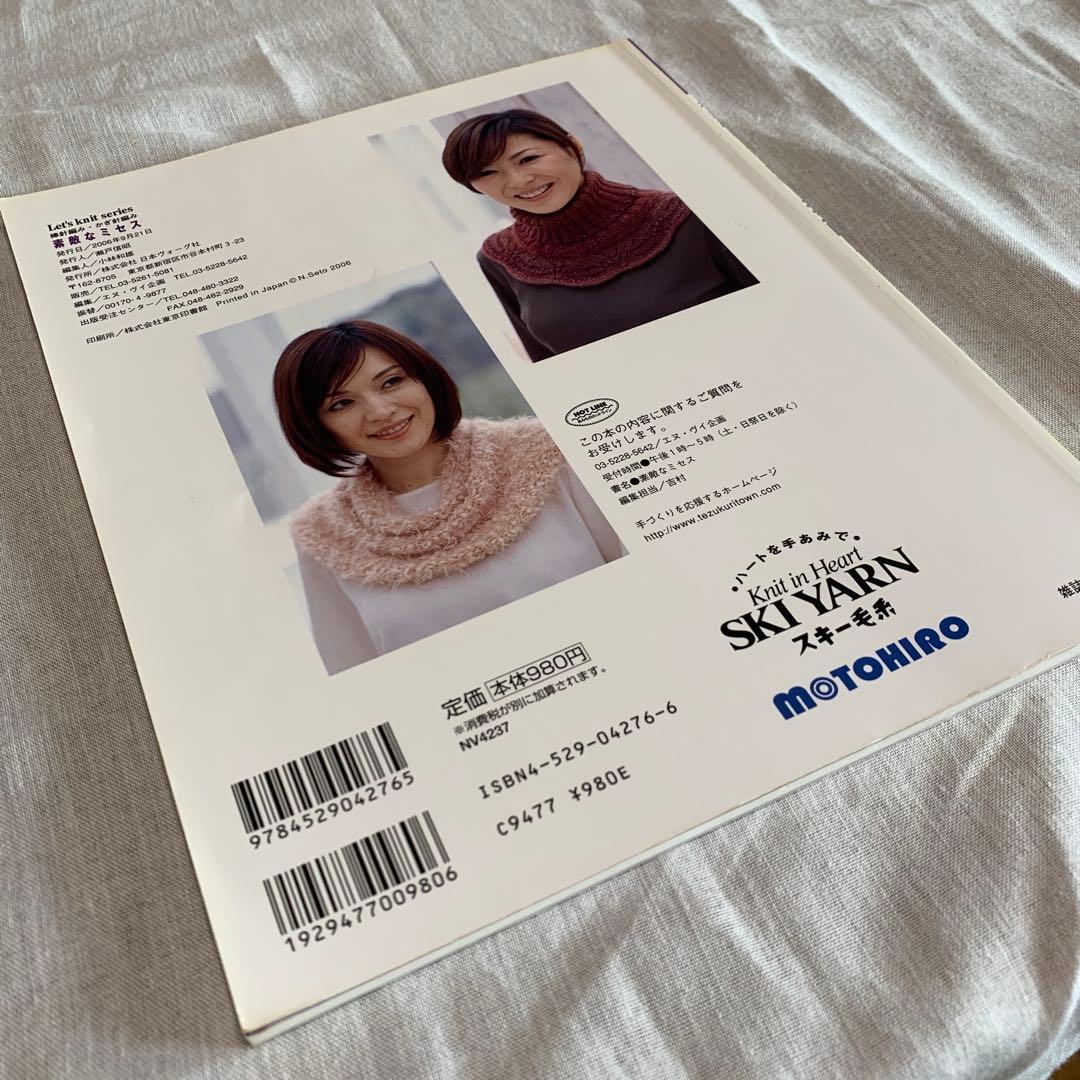 Let's knit series
棒針編み・かぎ針編み
素敵なミセス
発行日/2006年9月21日
発行人/瀬戸信昭
編集人/小林和雄
発行所/株式会社 日本ヴォーグ社
〒162-8705 東京都新宿区市谷本村町3-23
販売/TEL.03-5261-5081
編集/エヌ・ヴイ企画 TEL.03-5228-5642
振替/00170-4-9877
出版受注センター/TEL.048-480-3322
FAX.048-482-2929
印刷所/株式会社東京印書館 Printed in Japan © N.Seto 2006
HOT LINE
この本の内容に関するご質問を
お受けします。
03-5228-5642/エヌ・ヴイ企画
受付時間●午後1時〜5時(土・日祭日を除く)
書名●素敵なミセス
編集担当/吉村
手づくりを応援するホームページ
http://www.tezukuritown.com
•ハートを手あみで•
Knit in Heart
SKI YARN
スキー毛糸
MOTOHIRO
雑誌
定価 本体980円
※消費税が別に加算されます。
NV4237
ISBN4-529-04276-6
C9477 ¥980E
9784529042765
1929477009806